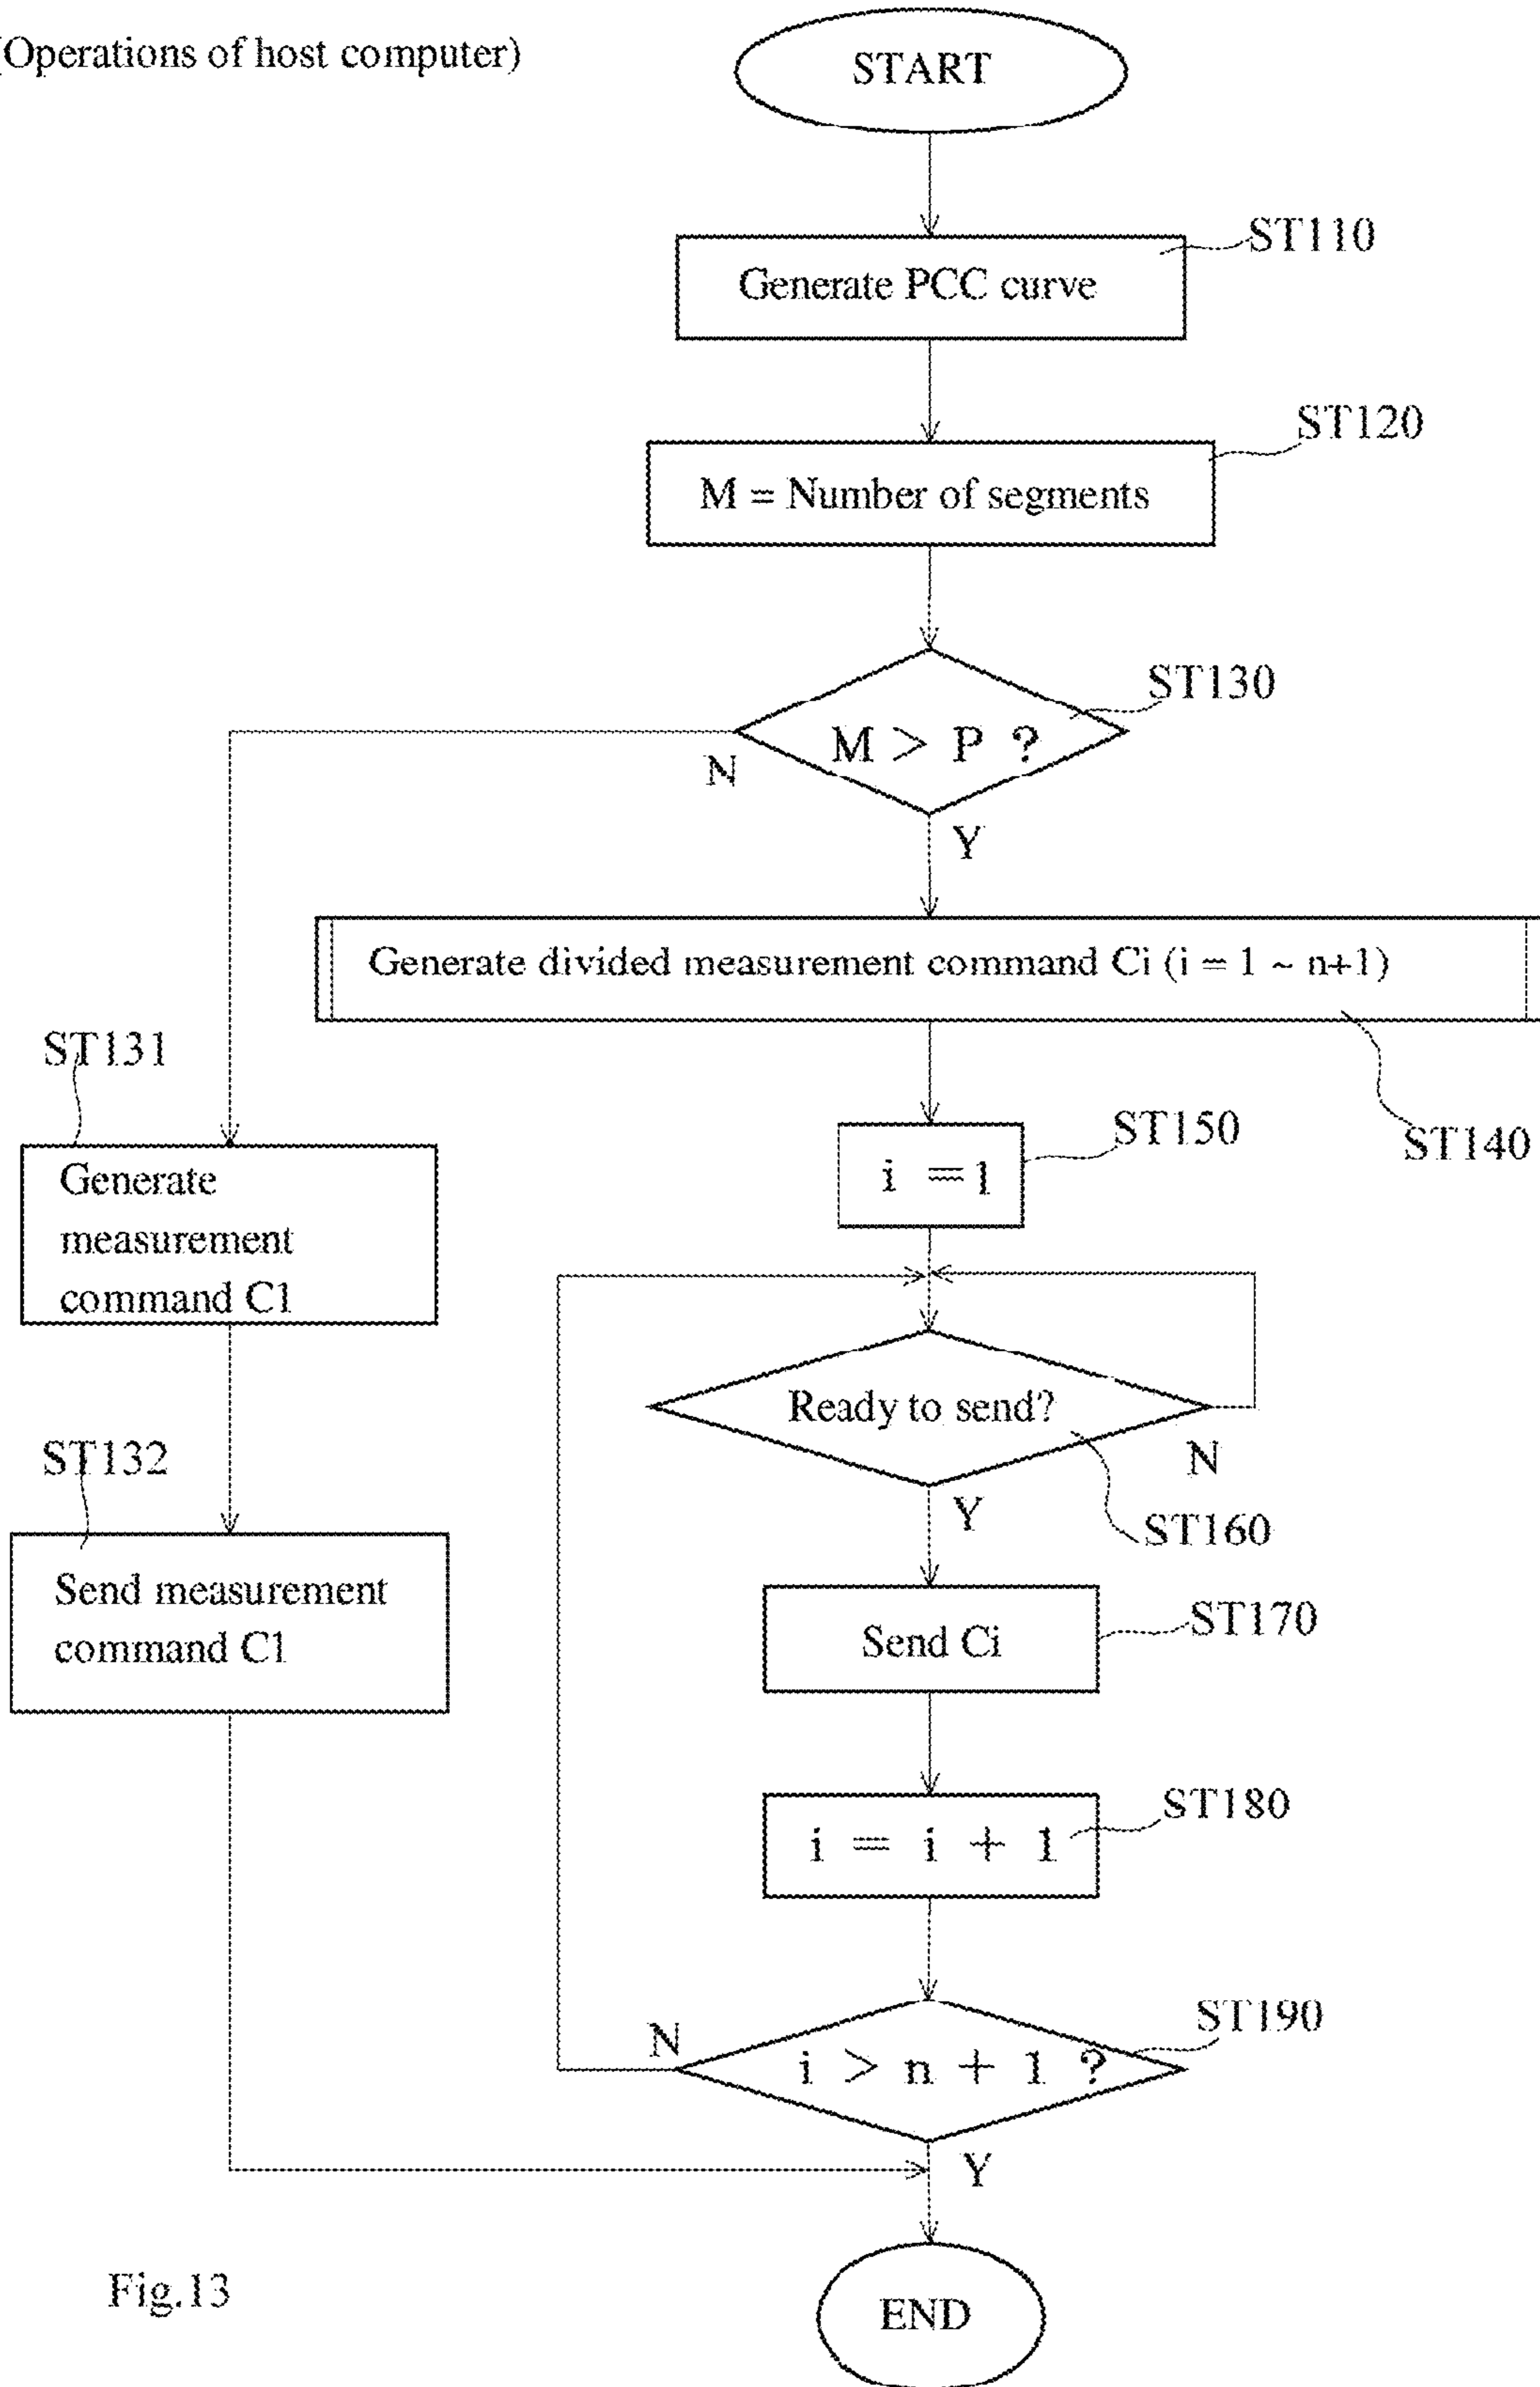 (Operations of host computer)
START
ST110
Generate PCC curve
ST120
M = Number of segments
ST130
M > P ?
N
Y
Generate divided measurement command Ci (i = 1 ~ n+1)
ST140
ST131
Generate
measurement
command C1
ST150
i = 1
Ready to send?
N
Y
ST160
ST132
Send measurement
command C1
Send Ci
ST170
ST180
i = i + 1
ST190
N
i > n + 1 ?
Y
Fig.13
END